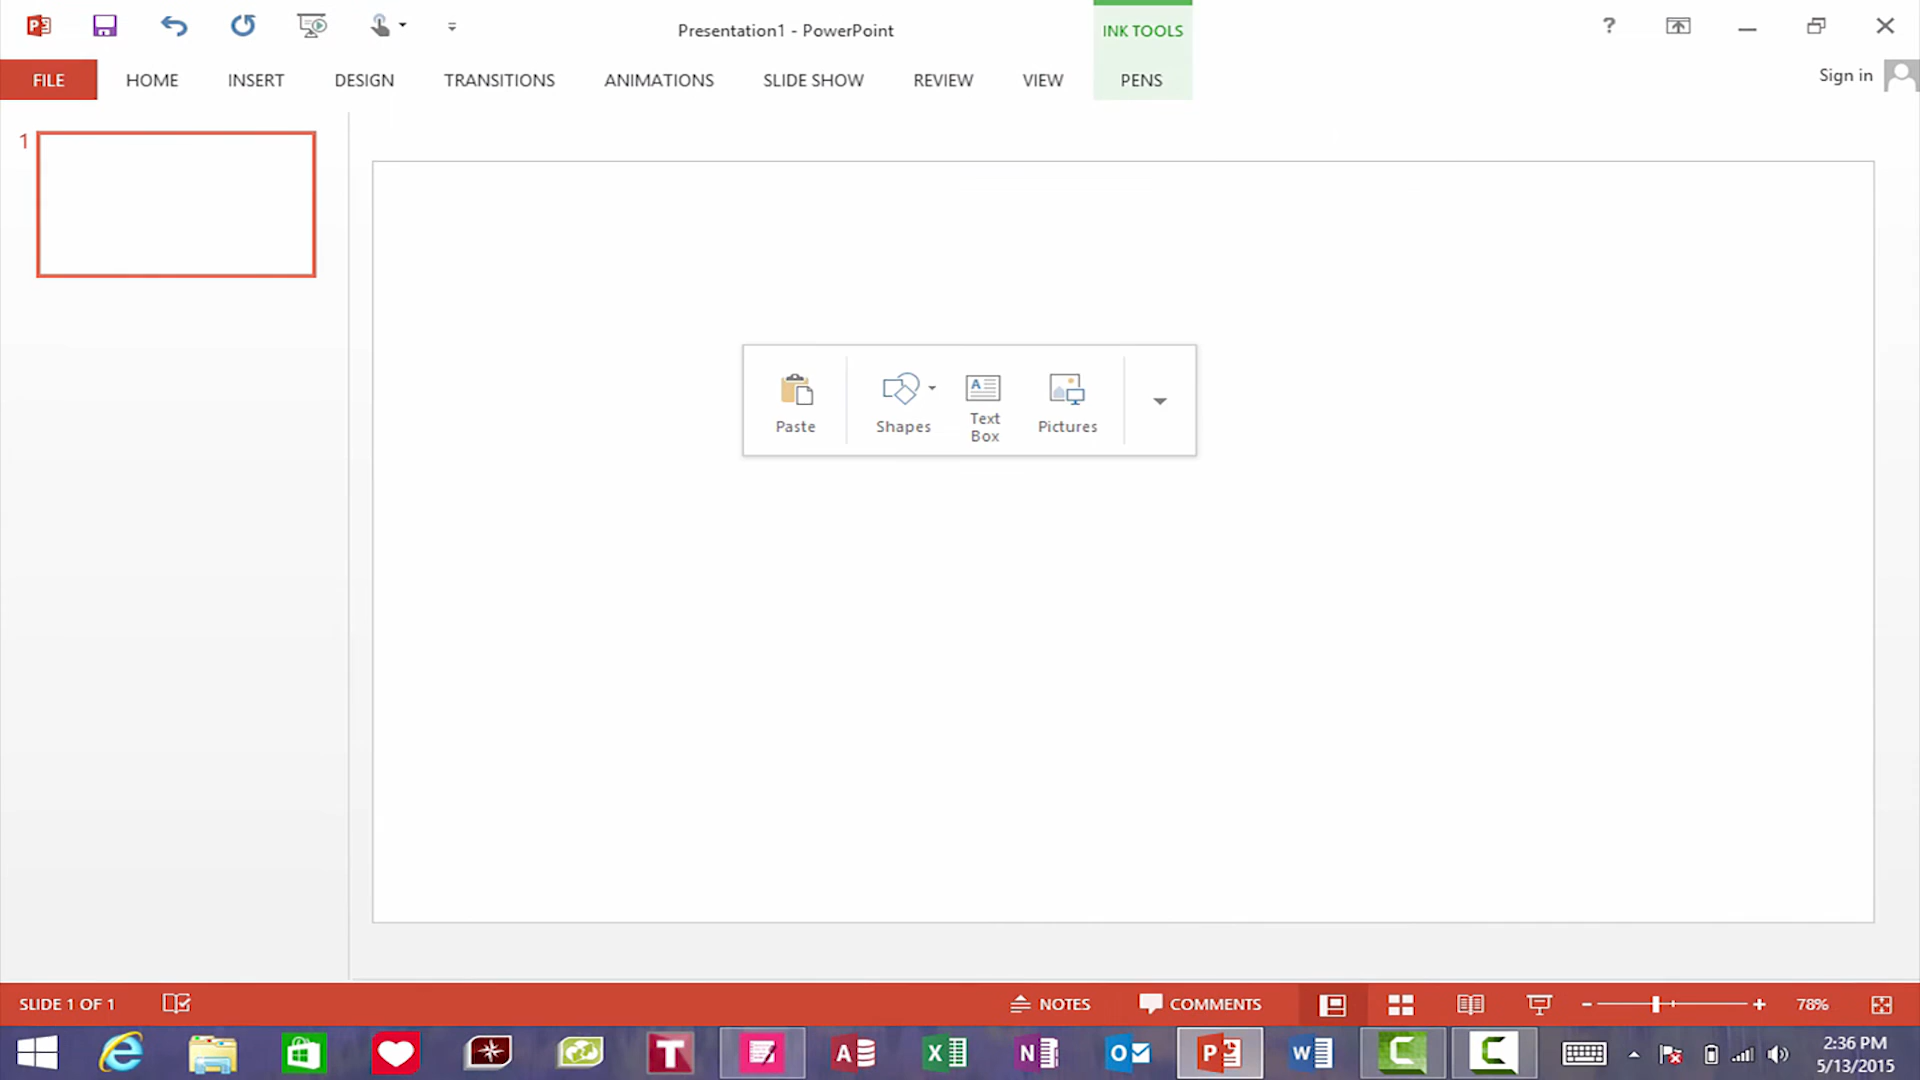 Presentation1 - PowerPoint
INK TOOLS
?
FILE HOME INSERT DESIGN TRANSITIONS ANIMATIONS SLIDE SHOW REVIEW VIEW PENS
Sign in
1
Paste
Shapes
Text
Box
Pictures
SLIDE 1 OF 1
NOTES
COMMENTS
78%
2:36 PM
5/13/2015